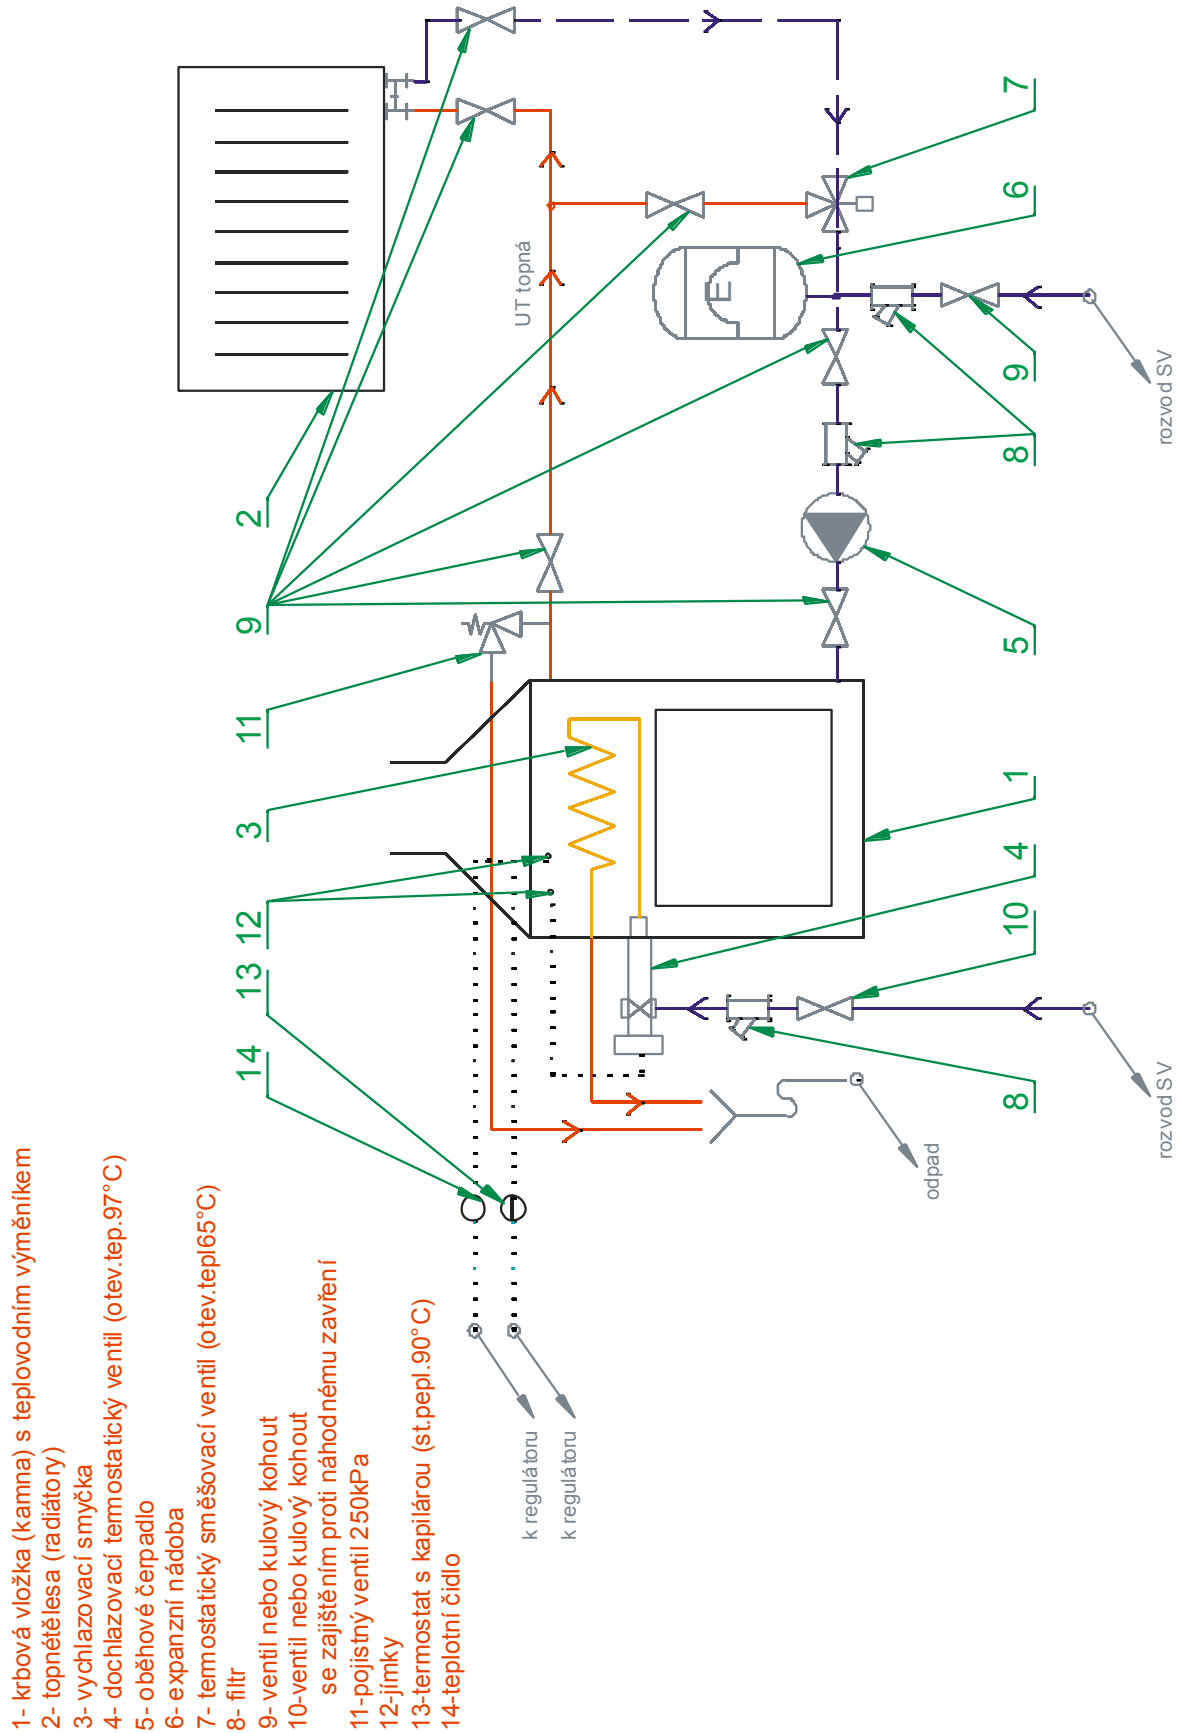 1- krbová vložka (kamna) s teplovodním výměníkem
2- topnétělesa (radiátory)
3- vychlazovací smyčka
4- dochlazovací termostatický ventil (otev.tep.97°C)
5- oběhové čerpadlo
6- expanzní nádoba
7- termostatický směšovací ventil (otev.tepl65°C)
8- filtr
9- ventil nebo kulový kohout
10-ventil nebo kulový kohout
se zajištěním proti náhodnému zavření
11-pojistný ventil 250kPa
12-jímky
13-termostat s kapilárou (st.pepl.90°C)
14-teplotní čidlo
14
13
12
3
11
9
2
k regulátoru
k regulátoru
UT topná
E
odpad
8
10
4
1
5
8
9
6
7
rozvod SV
rozvod SV